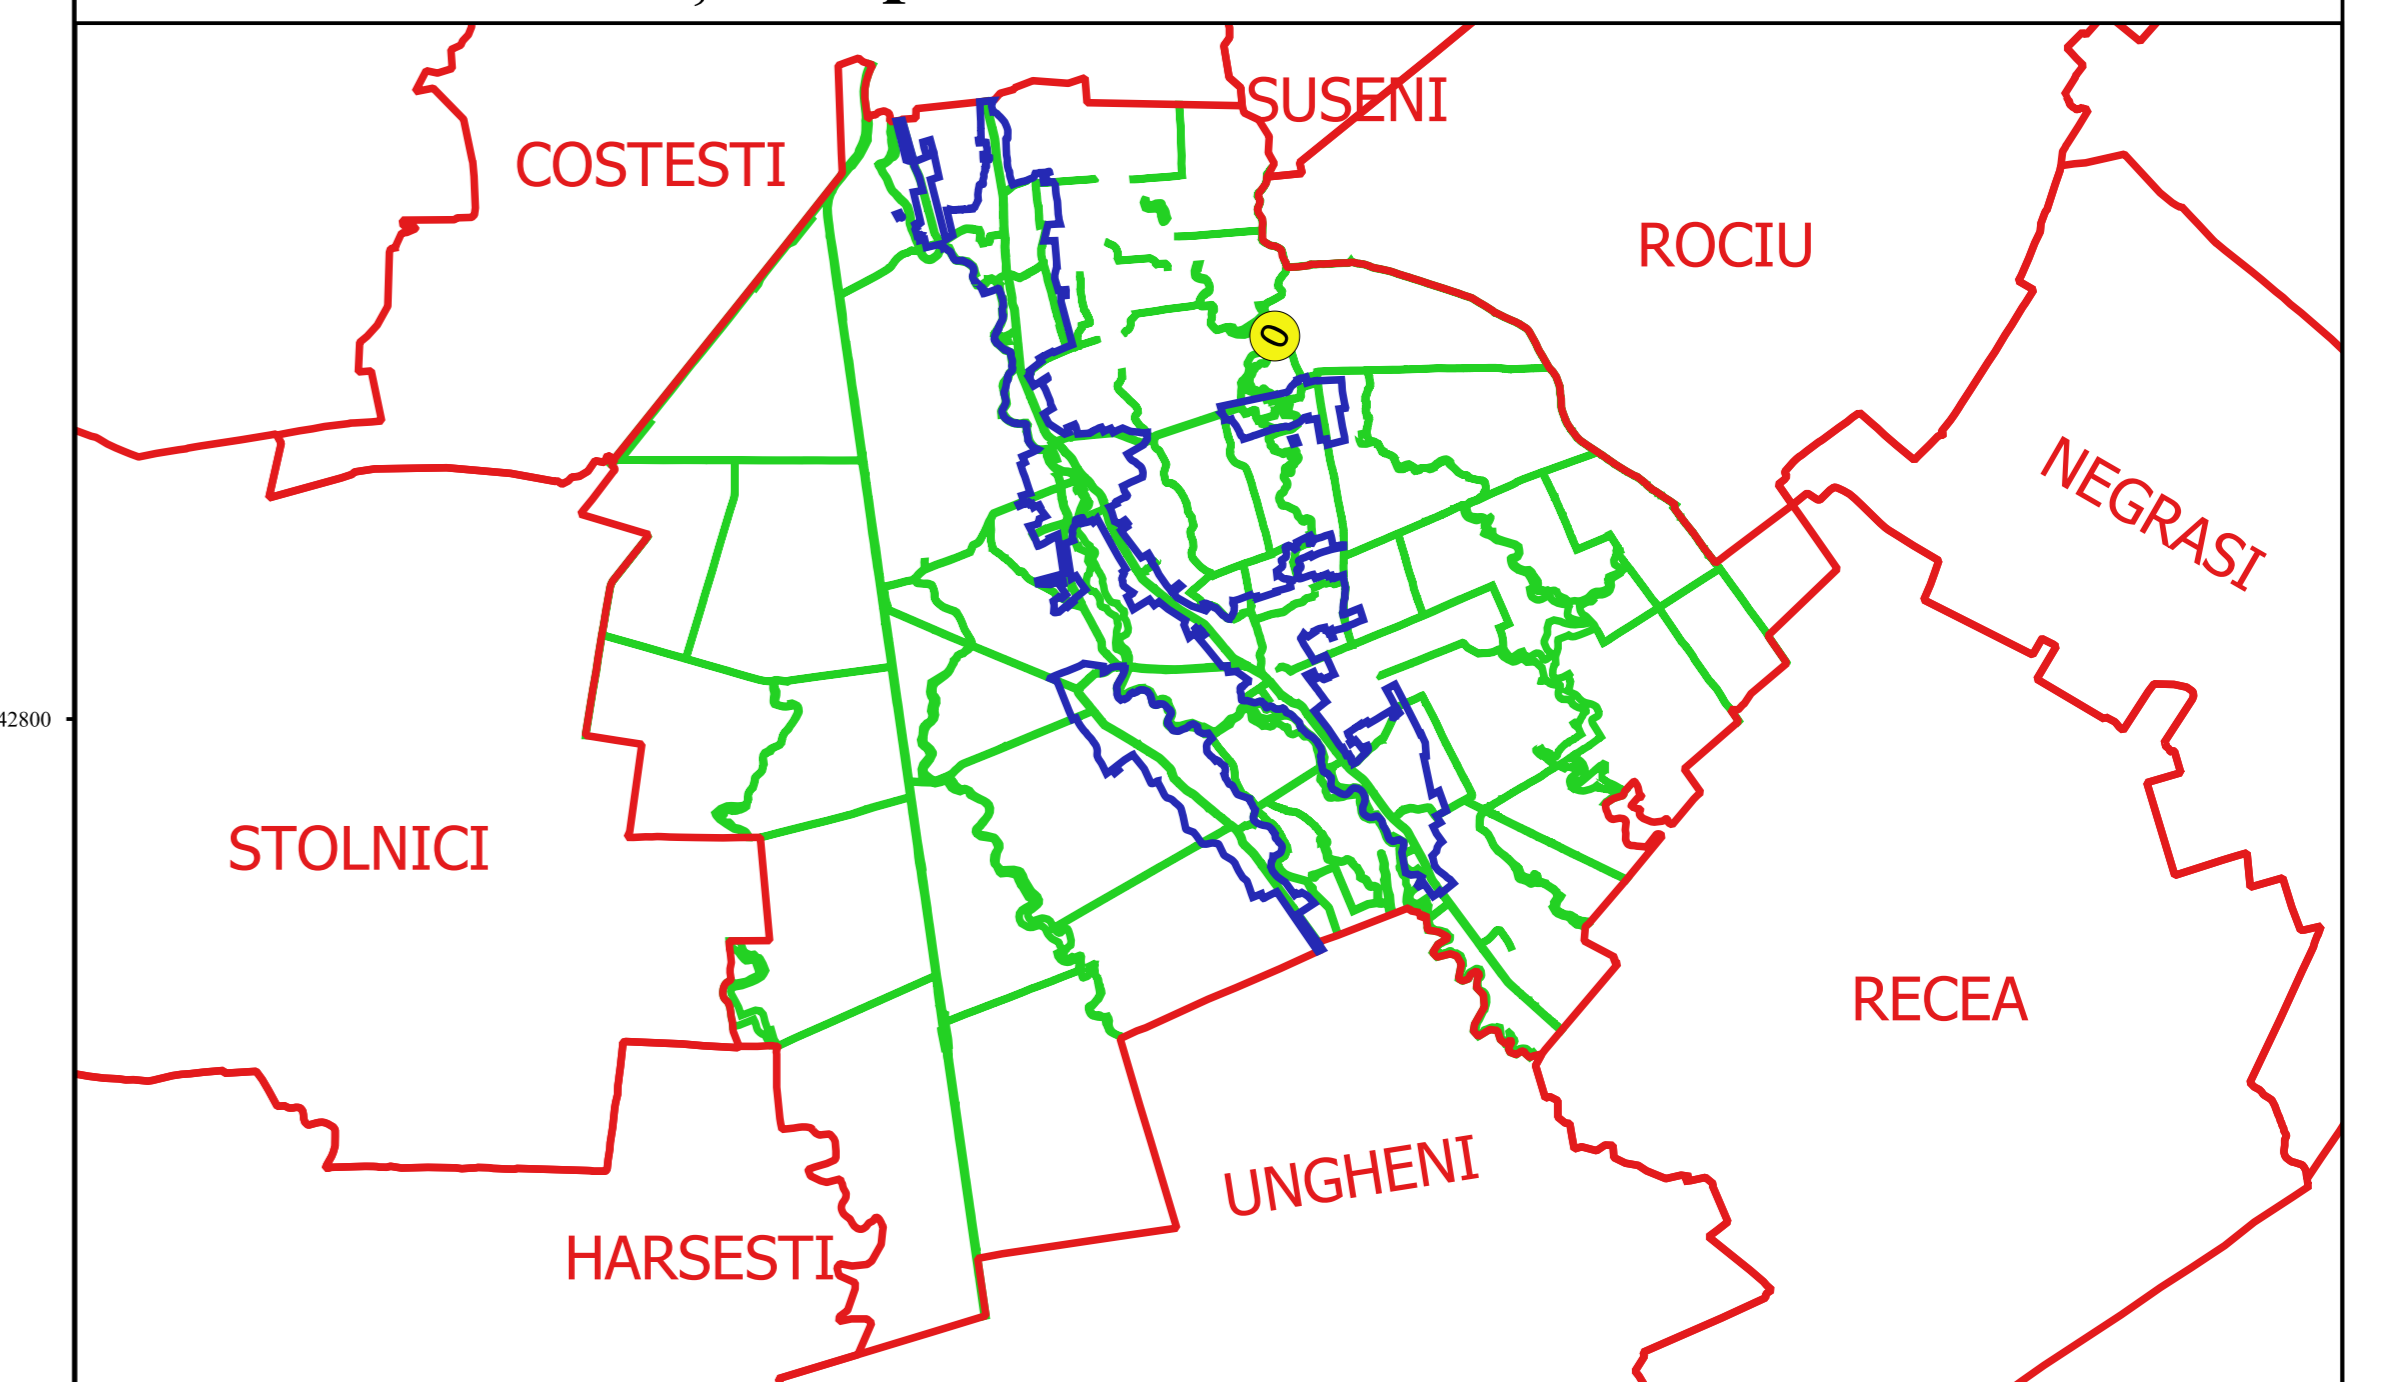 SUSENI
COSTESTI
ROCIU
0
NEGRASI
42800
STOLNICI
RECEA
UNGHENI
HARSESTI